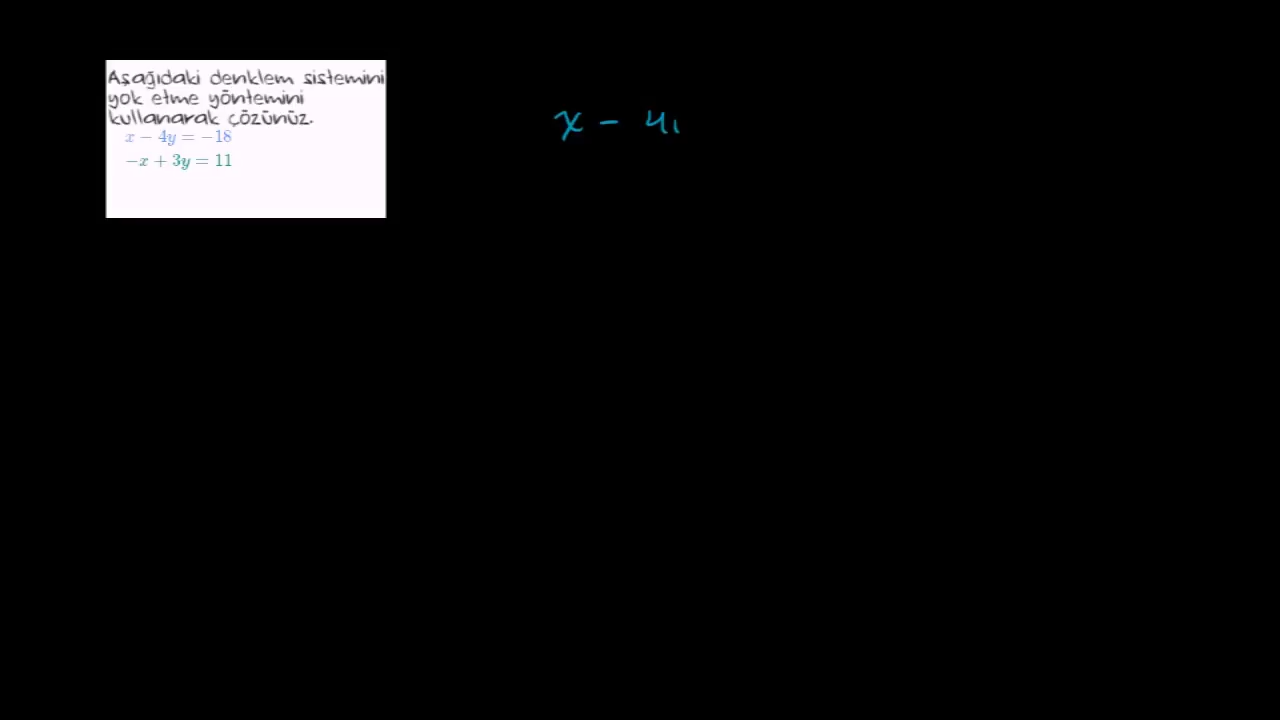 Aşağıdaki denklem sistemini
yok etme yöntemini
kullanarak çözünüz.
x − 4y = −18
−x + 3y = 11
x − 4